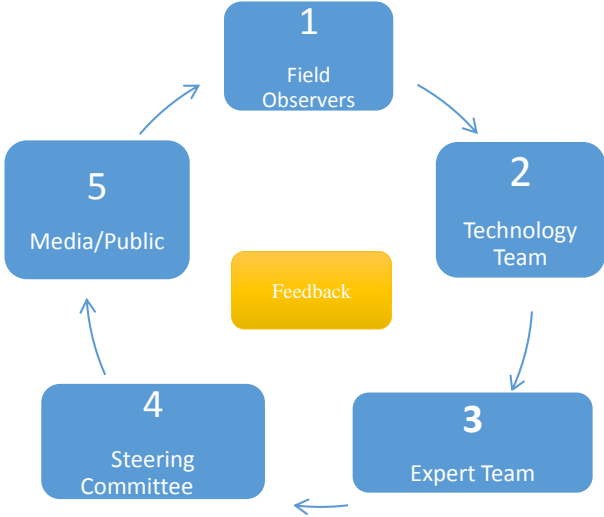 1
Field
Observers
2
Technology
Team
3
Expert Team
4
Steering
Committee
5
Media/Public
Feedback